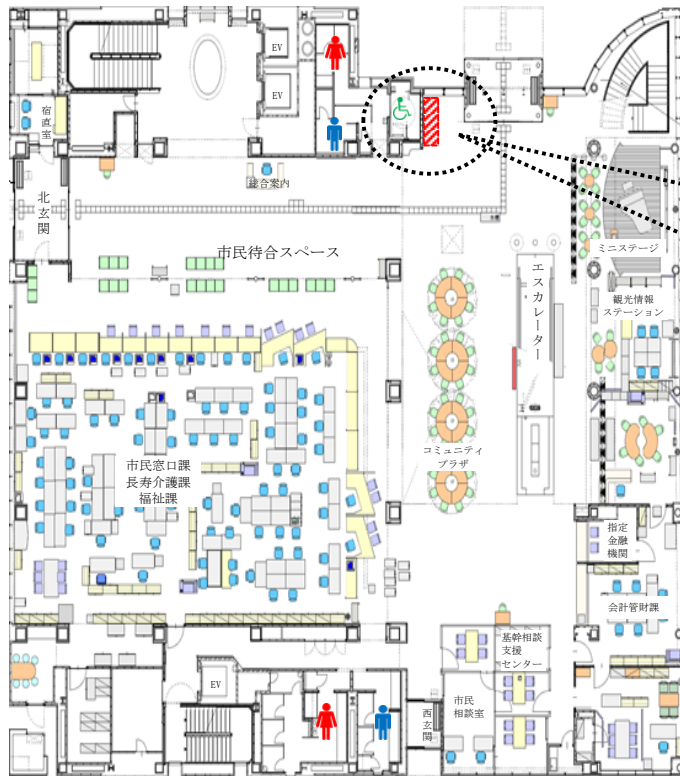 EV
EV
宿
直
室
総合案内
北
玄
関
市民待合スペース
ミニステージ
エスカレーター
観光情報
ステーション
コミュニティ
プラザ
市民窓口課
長寿介護課
福祉課
指定
金融
機関
会計管財課
基幹相談
支援
センター
EV
市民
相談室
西
玄
関